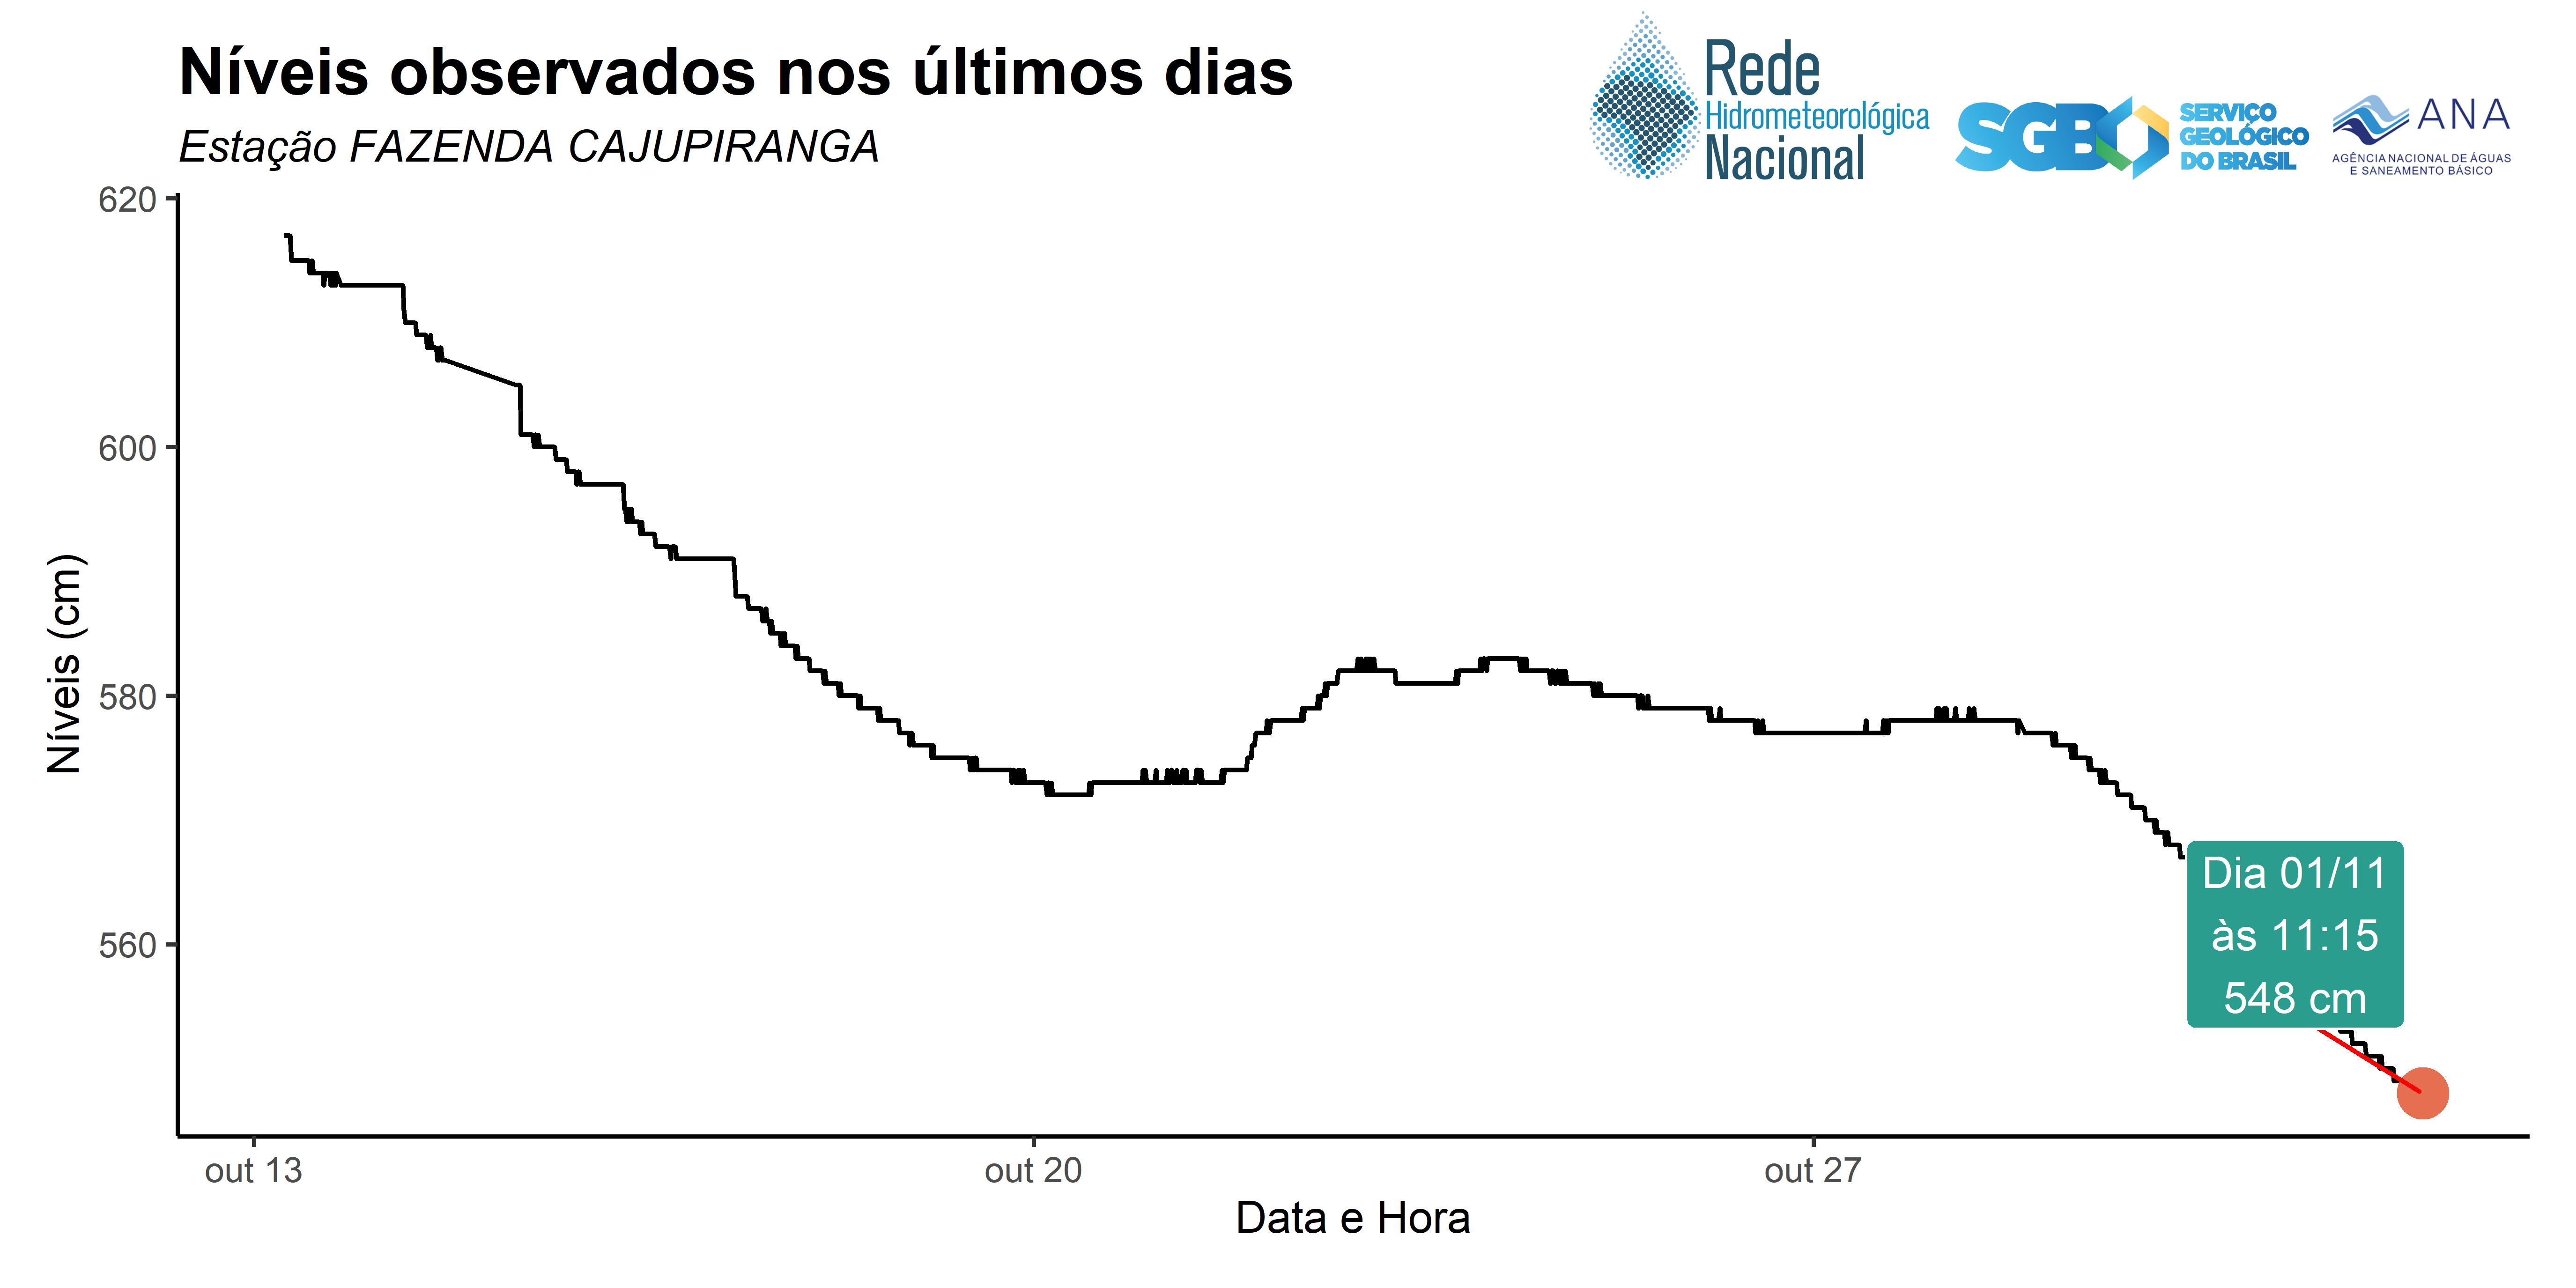 Níveis observados nos últimos dias
Estação FAZENDA CAJUPIRANGA
Rede
Hidrometeorológica
Nacional
SGB
SERVIÇO
GEOLÓGICO
DO BRASIL
ANA
AGÊNCIA NACIONAL DE ÁGUAS
E SANEAMENTO BÁSICO
620
600
580
560
Níveis (cm)
Dia 01/11
às 11:15
548 cm
out 13
out 20
out 27
Data e Hora